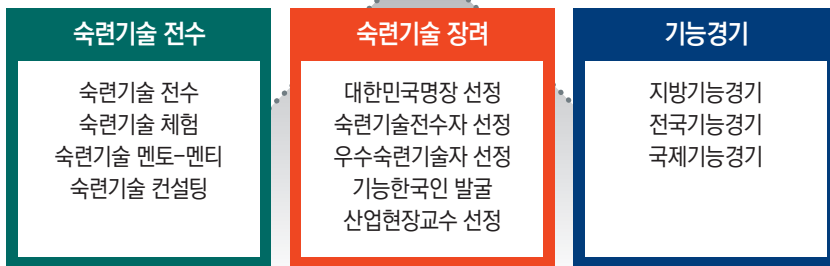 숙련기술 전수
숙련기술 전수
숙련기술 체험
숙련기술 멘토-멘티
숙련기술 컨설팅
숙련기술 장려
대한민국명장 선정
숙련기술전수자 선정
우수숙련기술자 선정
기능한국인 발굴
산업현장교수 선정
기능경기
지방기능경기
전국기능경기
국제기능경기